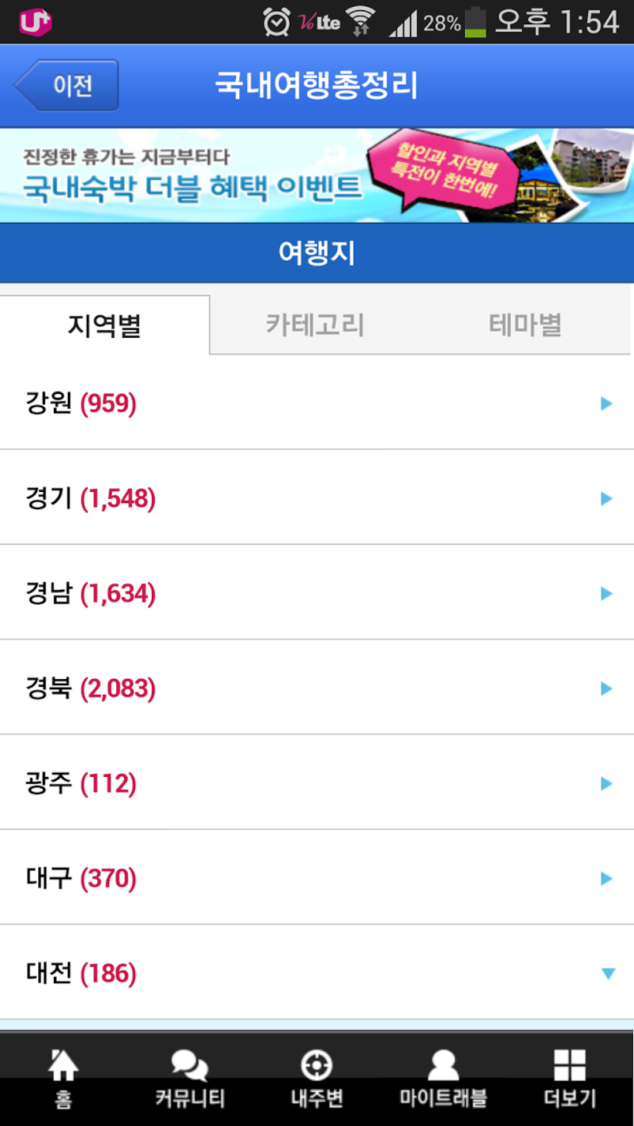 U+ VoLTE 28% 오후 1:54
이전 국내여행총정리
진정한 휴가는 지금부터다
국내숙박 더블 혜택 이벤트
할인과 지역별
특전이 한번에!
여행지
지역별 카테고리 테마별
강원 (959)
경기 (1,548)
경남 (1,634)
경북 (2,083)
광주 (112)
대구 (370)
대전 (186)
홈 커뮤니티 내주변 마이트래블 더보기